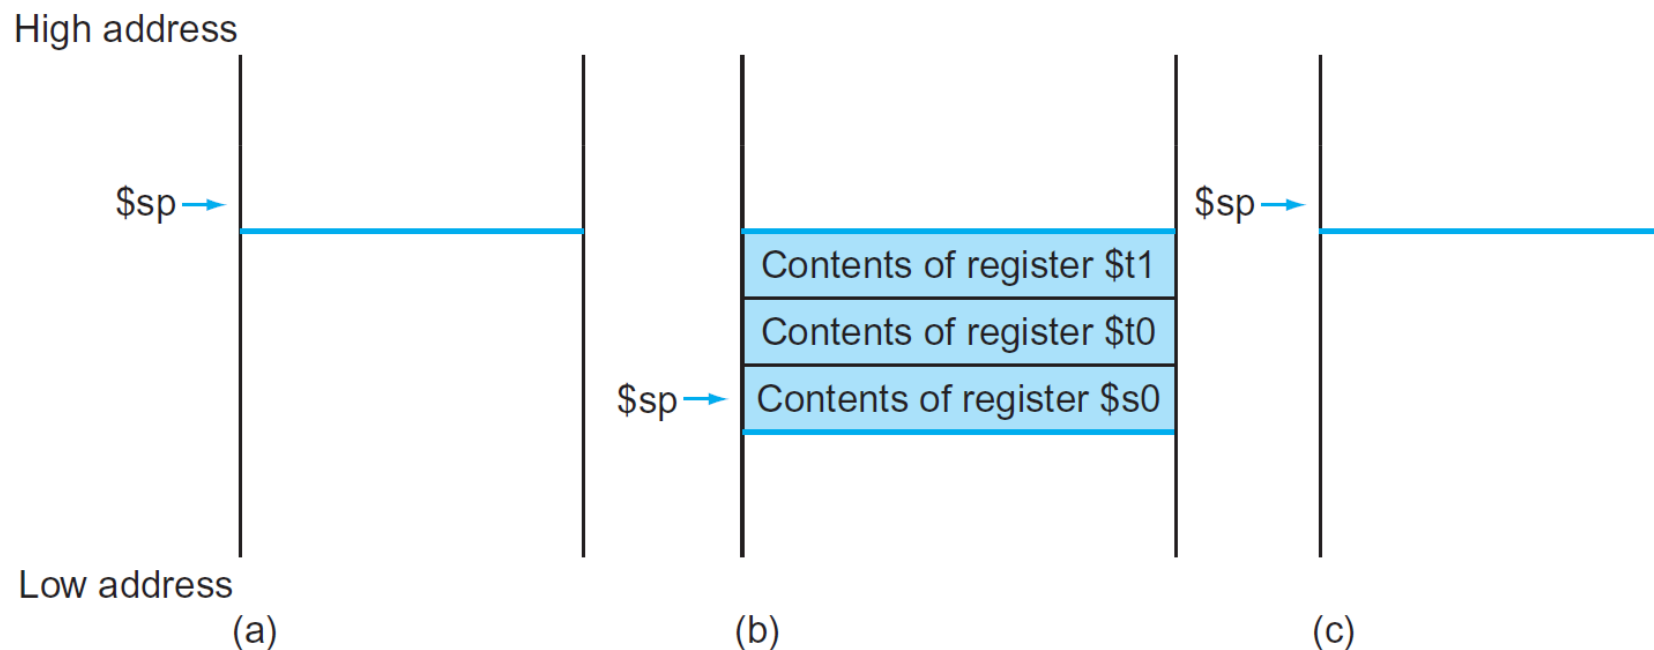 High address
$sp
$sp
Contents of register $t1
Contents of register $t0
$sp
Contents of register $s0
Low address
(a)
(b)
(c)